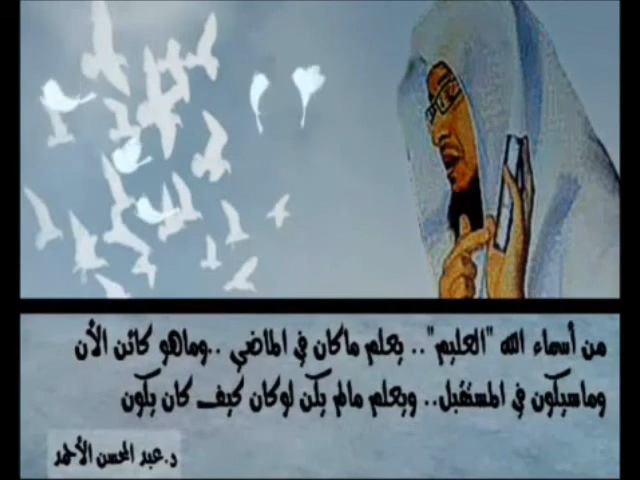 من أسماء الله "العليم".. يعلم ماكان في الماضي ..وماهو كائن الأن
وماسيكون في المستقبل.. ويعلم مالم يكن لوكان كيف كان يكون
د.عبد المحسن الأحمد